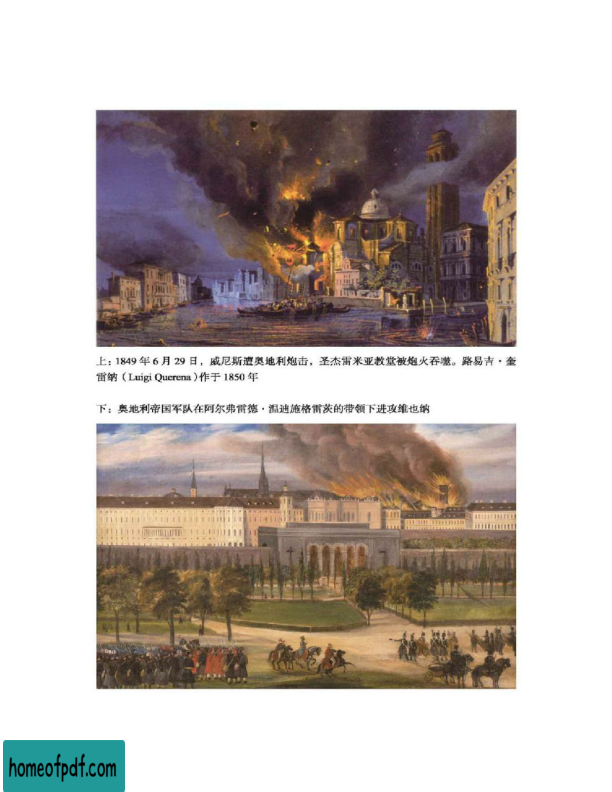 上：1849 年 6 月 29 日，威尼斯遭奥地利炮击，圣杰雷米亚教堂被炮火吞噬。路易吉·奎
雷纳（Luigi Querena）作于 1850 年
下：奥地利帝国军队在阿尔弗雷德·温迪施格雷茨的带领下进攻维也纳
homeofpdf.com